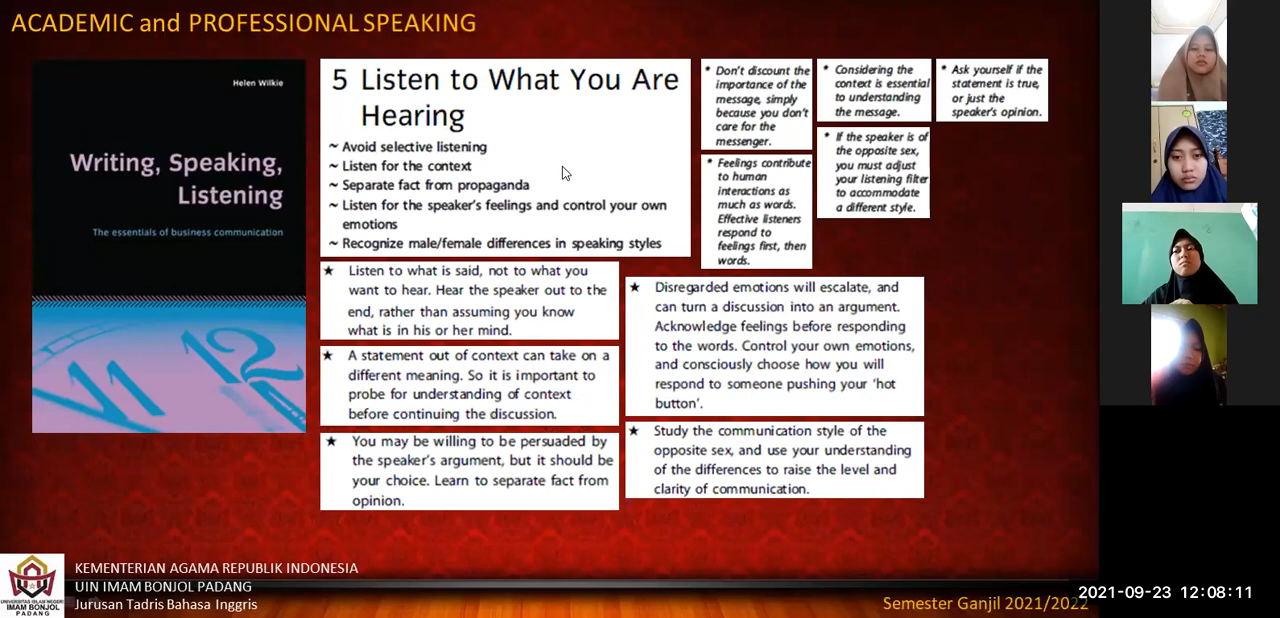 ACADEMIC and PROFESSIONAL SPEAKING
Helen Wilkie
Writing, Speaking,
Listening
The essentials of business communication
11
12
5 Listen to What You Are
Hearing
~ Avoid selective listening
~ Listen for the context
~ Separate fact from propaganda
~ Listen for the speaker's feelings and control your own
emotions
~ Recognize male/female differences in speaking styles
* Don't discount the
importance of the
message, simply
because you don't
care for the
messenger.
* Considering the
context is essential
to understanding
the message.
* Ask yourself if the
statement is true,
or just the
speaker's opinion.
* Feelings contribute
to human
interactions as
much as words.
Effective listeners
respond to
feelings first, then
words.
* If the speaker is of
the opposite sex,
you must adjust
your listening filter
to accommodate
a different style.
★ Listen to what is said, not to what you
want to hear. Hear the speaker out to the
end, rather than assuming you know
what is in his or her mind.
★ A statement out of context can take on a
different meaning. So it is important to
probe for understanding of context
before continuing the discussion.
★ You may be willing to be persuaded by
the speaker's argument, but it should be
your choice. Learn to separate fact from
opinion.
★ Disregarded emotions will escalate, and
can turn a discussion into an argument.
Acknowledge feelings before responding
to the words. Control your own emotions,
and consciously choose how you will
respond to someone pushing your 'hot
button'.
★ Study the communication style of the
opposite sex, and use your understanding
of the differences to raise the level and
clarity of communication.
UNIVERSITAS ISLAM NEGERI
IMAM BONJOL
PADANG
KEMENTERIAN AGAMA REPUBLIK INDONESIA
UIN IMAM BONJOL PADANG
Jurusan Tadris Bahasa Inggris
Semester Ganjil 2021/2022
2021-09-23 12:08:11